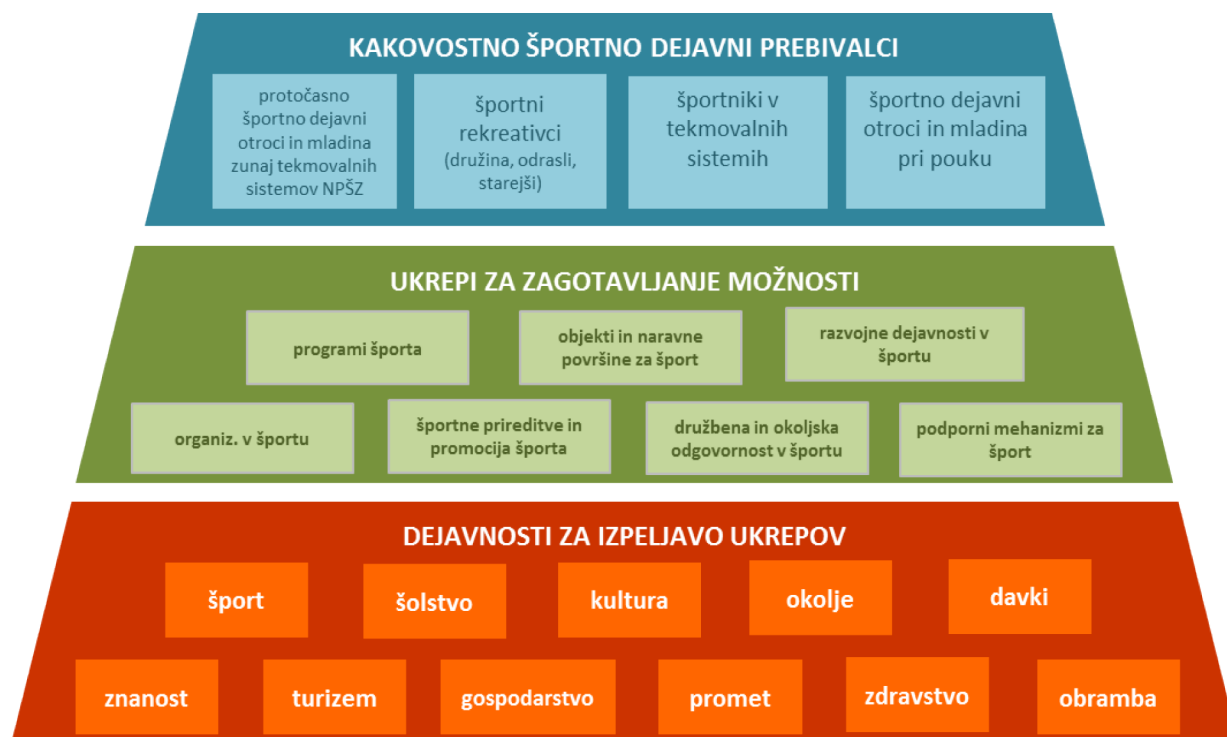 KAKOVOSTNO ŠPORTNO DEJAVNI PREBIVALCI
protočasno
športno dejavni
otroci in mladina
zunaj tekmovalnih
sistemov NPŠZ
športni
rekreativci
(družina, odrasli,
starejši)
športniki v
tekmovalnih
sistemih
športno dejavni
otroci in mladina
pri pouku
UKREPI ZA ZAGOTAVLJANJE MOŽNOSTI
programi športa
objekti in naravne
površine za šport
razvojne dejavnosti v
športu
organiz. v športu
športne prireditve in
promocija športa
družbena in okoljska
odgovornost v športu
podporni mehanizmi za
šport
DEJAVNOSTI ZA IZPELJAVO UKREPOV
šport
šolstvo
kultura
okolje
davki
znanost
turizem
gospodarstvo
promet
zdravstvo
obramba